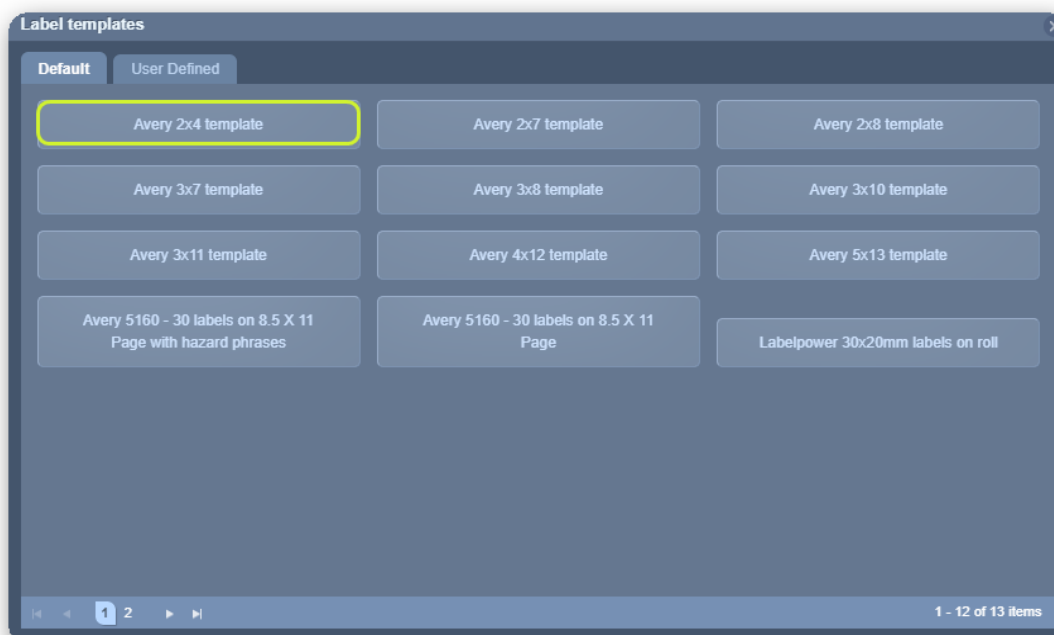 Label templates
Default User Defined
Avery 2x4 template Avery 2x7 template Avery 2x8 template
Avery 3x7 template Avery 3x8 template Avery 3x10 template
Avery 3x11 template Avery 4x12 template Avery 5x13 template
Avery 5160 - 30 labels on 8.5 X 11
Page with hazard phrases
Avery 5160 - 30 labels on 8.5 X 11
Page
Labelpower 30x20mm labels on roll
1 2 1 - 12 of 13 items